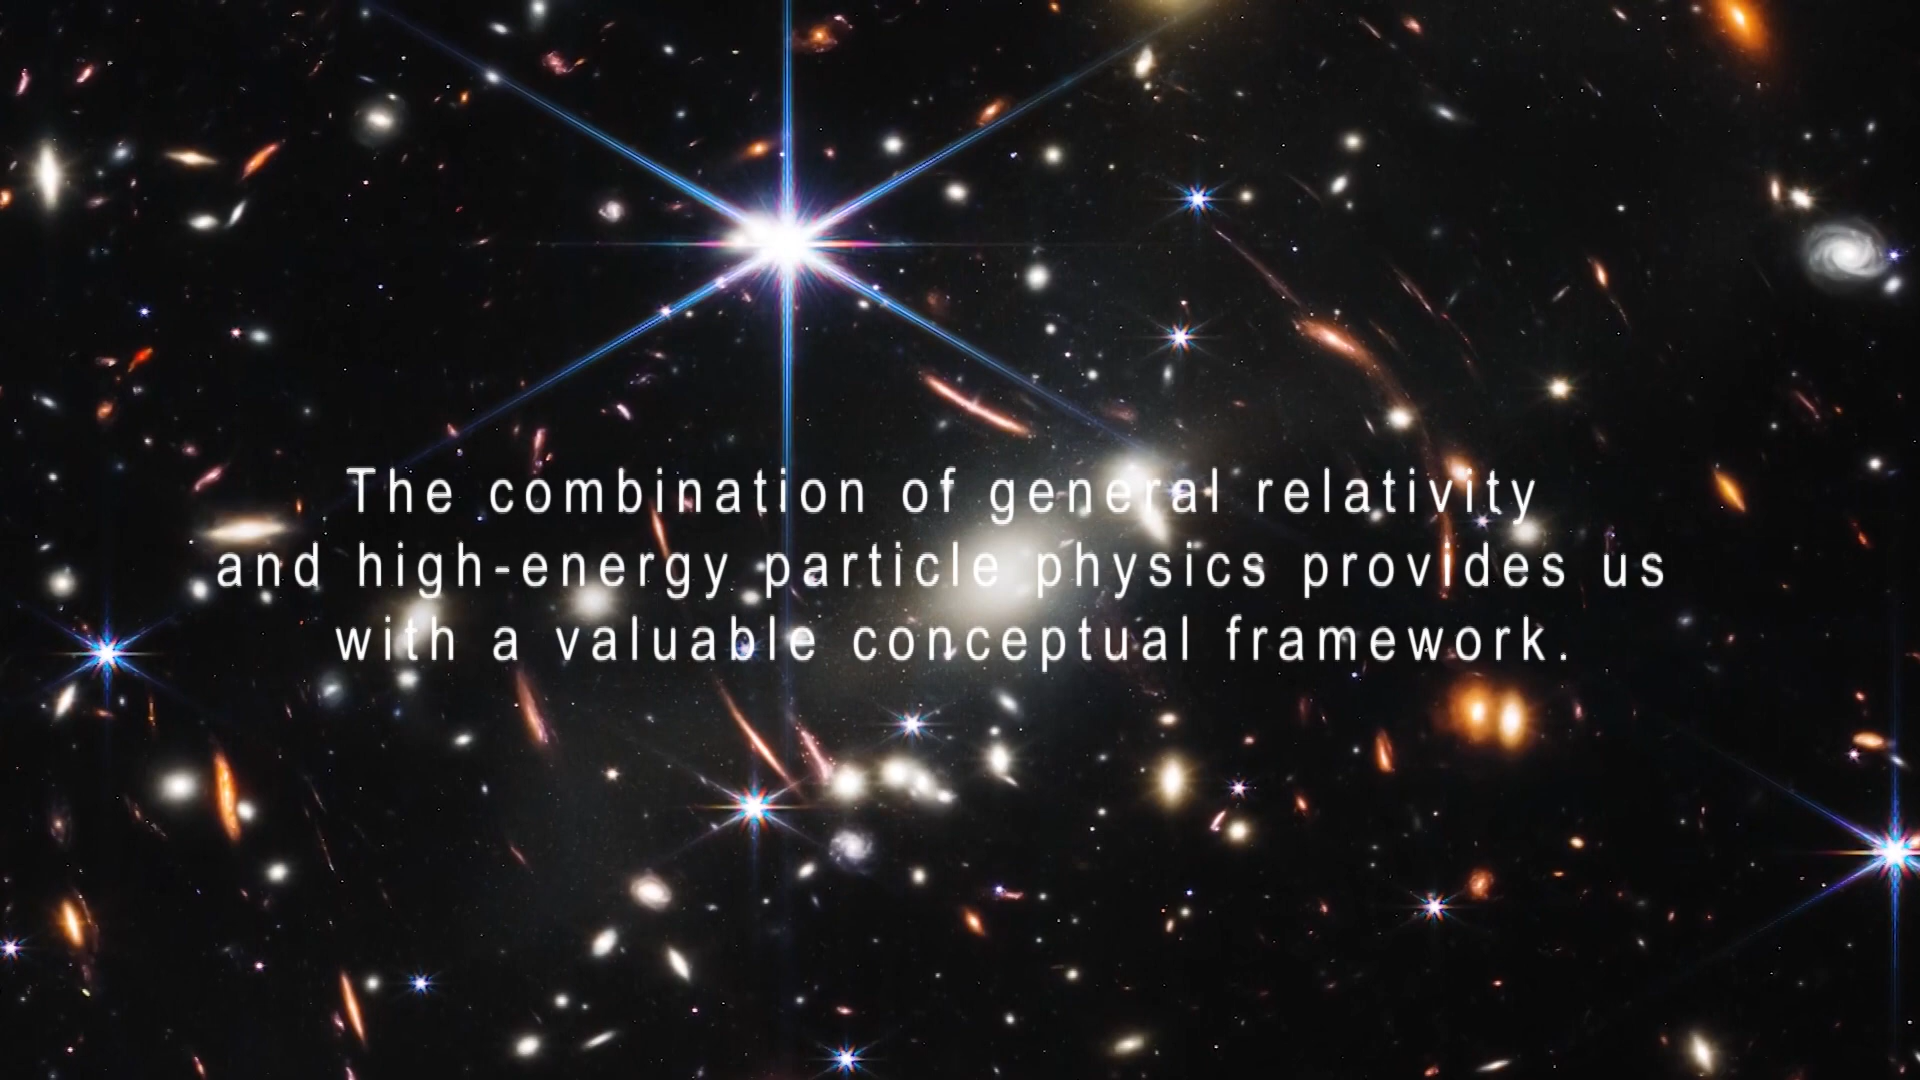 The combination of general relativity
and high-energy particle physics provides us
with a valuable conceptual framework.